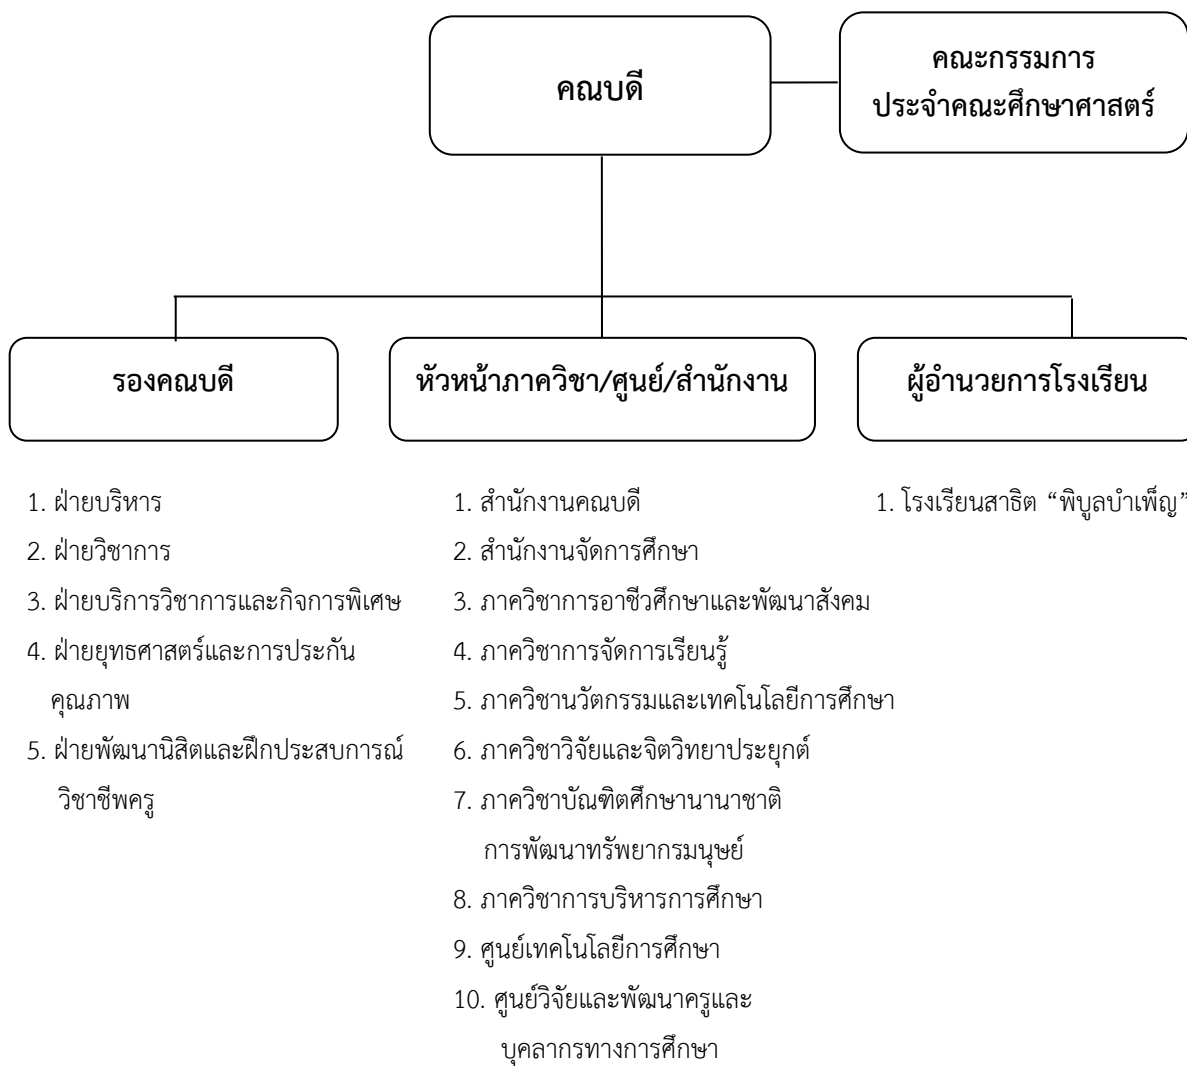 คณบดี
คณะกรรมการ
ประจำคณะศึกษาศาสตร์
รองคณบดี
หัวหน้าภาควิชา/ศูนย์/สำนักงาน
ผู้อำนวยการโรงเรียน
1. ฝ่ายบริหาร
2. ฝ่ายวิชาการ
3. ฝ่ายบริการวิชาการและกิจการพิเศษ
4. ฝ่ายยุทธศาสตร์และการประกัน
คุณภาพ
5. ฝ่ายพัฒนานิสิตและฝึกประสบการณ์
วิชาชีพครู
1. สำนักงานคณบดี
2. สำนักงานจัดการศึกษา
3. ภาควิชาการอาชีวศึกษาและพัฒนาสังคม
4. ภาควิชาการจัดการเรียนรู้
5. ภาควิชานวัตกรรมและเทคโนโลยีการศึกษา
6. ภาควิชาวิจัยและจิตวิทยาประยุกต์
7. ภาควิชาบัณฑิตศึกษานานาชาติ
การพัฒนาทรัพยากรมนุษย์
8. ภาควิชาการบริหารการศึกษา
9. ศูนย์เทคโนโลยีการศึกษา
10. ศูนย์วิจัยและพัฒนาครูและ
บุคลากรทางการศึกษา
1. โรงเรียนสาธิต “พิบูลบำเพ็ญ”